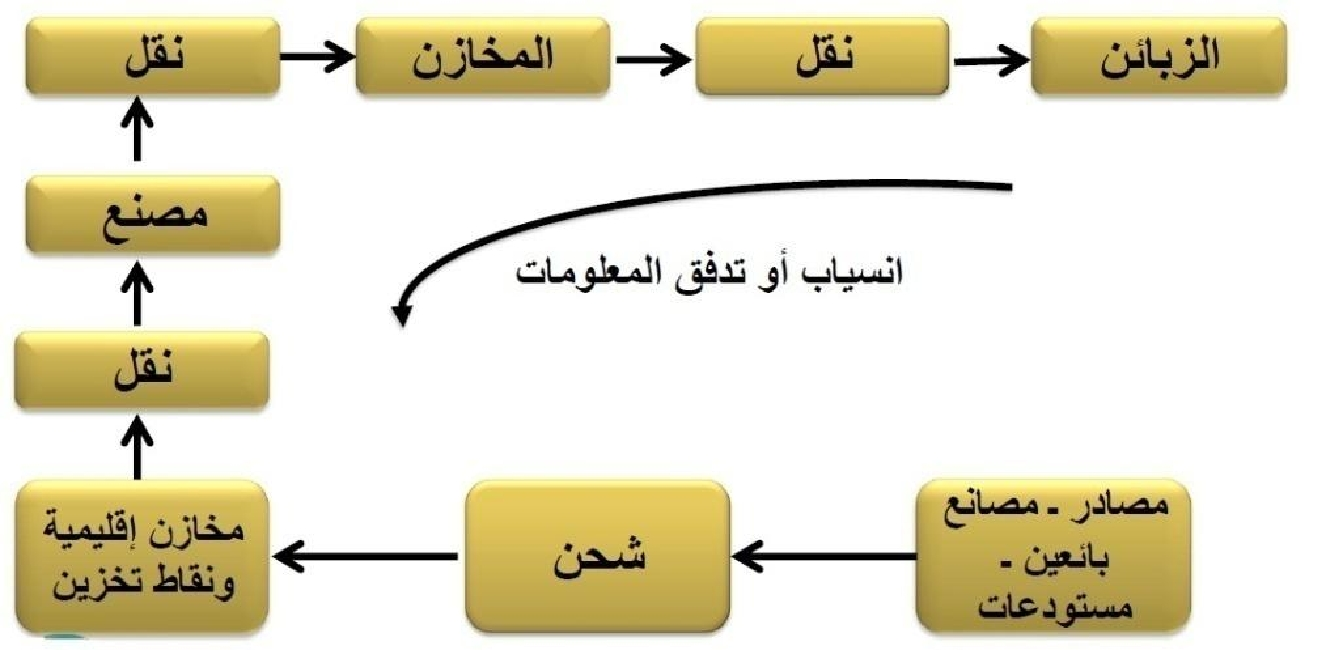 الزبائن
نقل
المخازن
نقل
مصنع
انسياب أو تدفق المعلومات
نقل
مصادر - مصانع
بائعين -
مستودعات
شحن
مخازن إقليمية
ونقاط تخزين